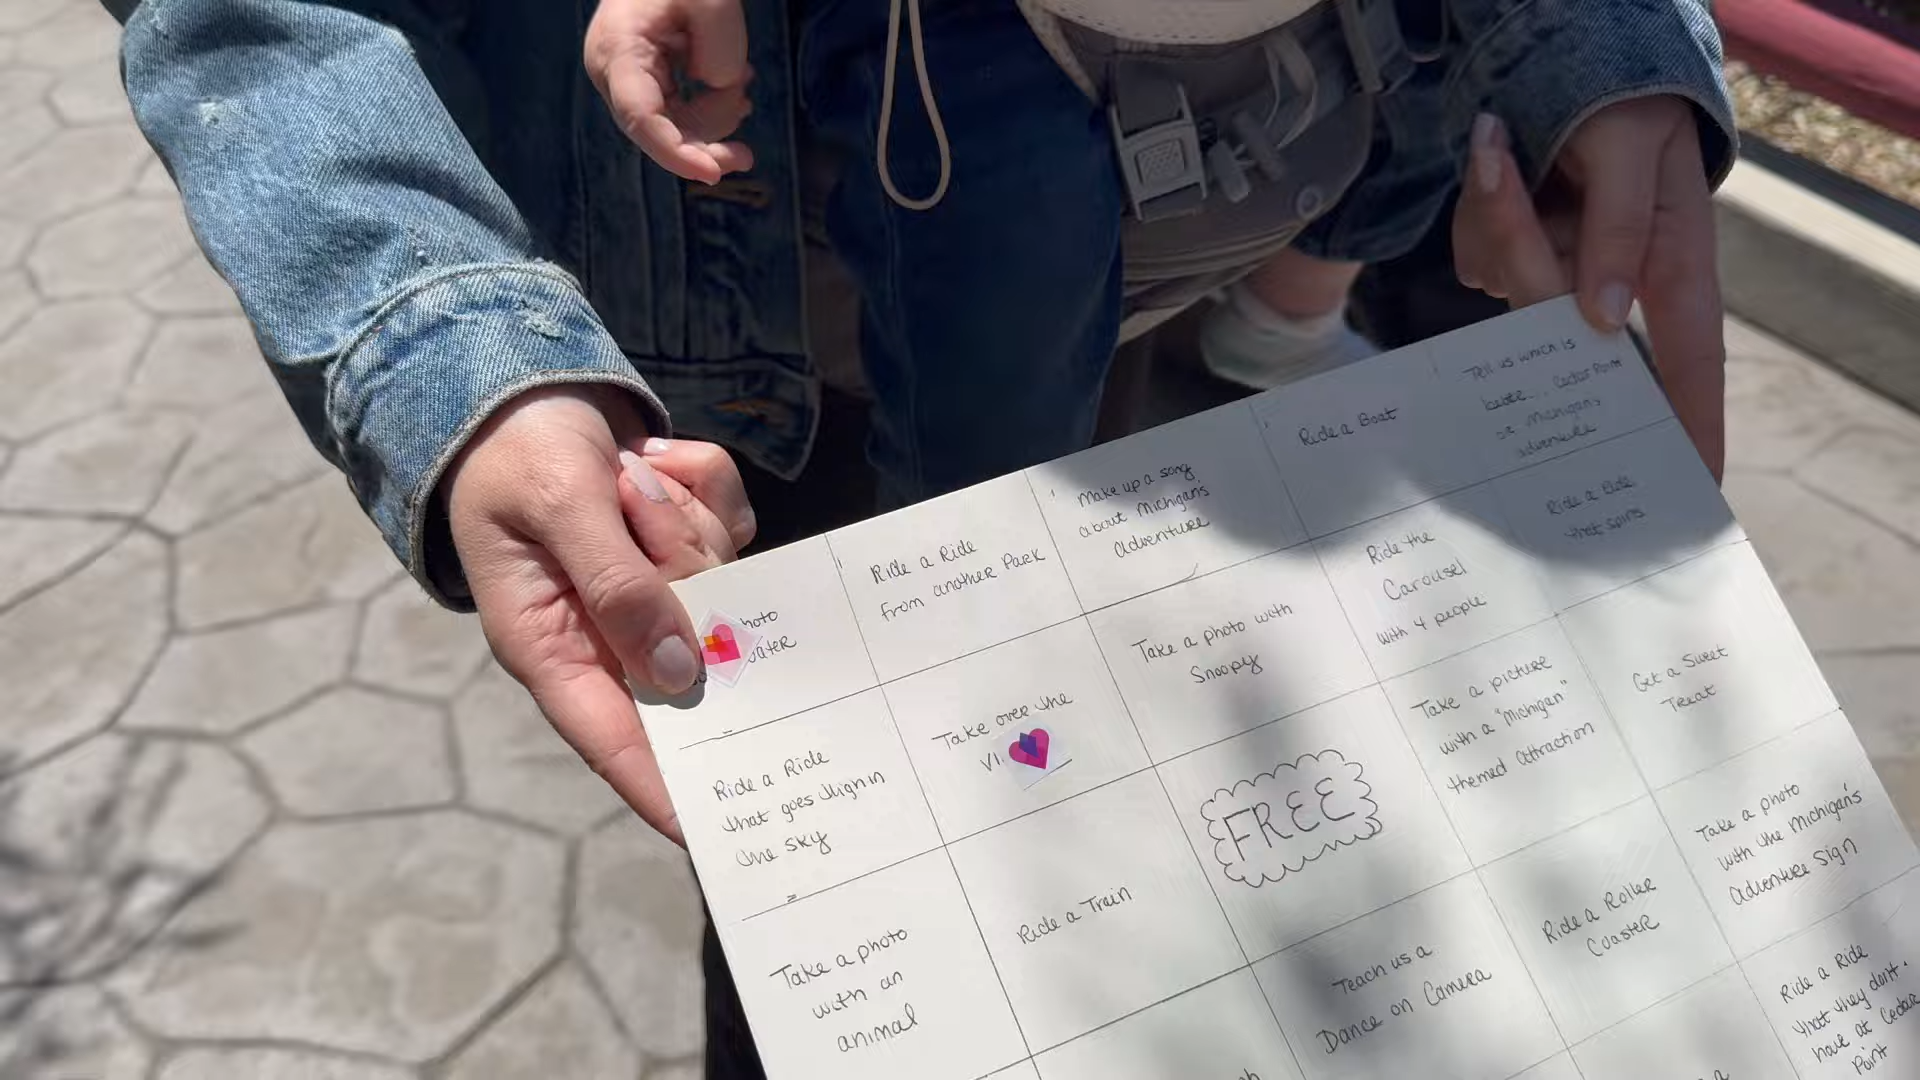 hoto
water
Ride a Ride
from another Park
Make up a song
about Michigan's
Adventure
Ride a Boat
Tell us which is
better... Cedar Point
or Michigan's
adventure
Ride a Ride
that goes High in
the sky
Take over the
Vl
Take a photo with
Snoopy
Ride the
Carousel
with 4 people
Ride a Ride
that spins
Take a photo
with an
animal
Ride a Train
FREE
Take a picture
with a "Michigan"
themed attraction
Get a Sweet
Treat
Teach us a
Dance on Camera
Ride a Roller
Coaster
Take a photo
with the Michigan's
Adventure Sign
Ride a Ride
that they don't
have at Cedar
Point